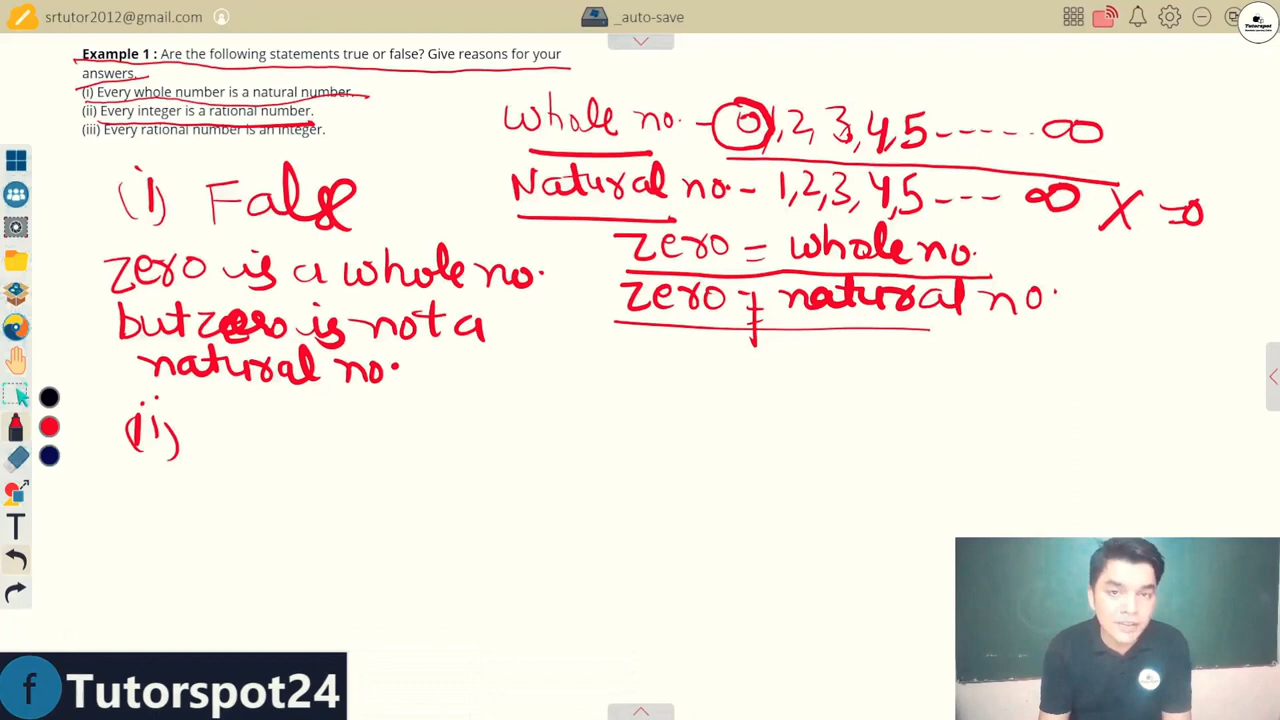 srtutor2012@gmail.com
_auto-save
Tutorspot
Example 1 : Are the following statements true or false? Give reasons for your
answers.
(i) Every whole number is a natural number.
(ii) Every integer is a rational number.
(iii) Every rational number is an integer.
whole no. - 0,1,2,3,4,5------∞
Natural no. - 1,2,3,4,5--- ∞ X ⇒0
(i) False
zero = whole no.
zero ≠ natural no.
zero is a whole no.
but zero is not a
natural no.
(ii)
T
f Tutorspot24